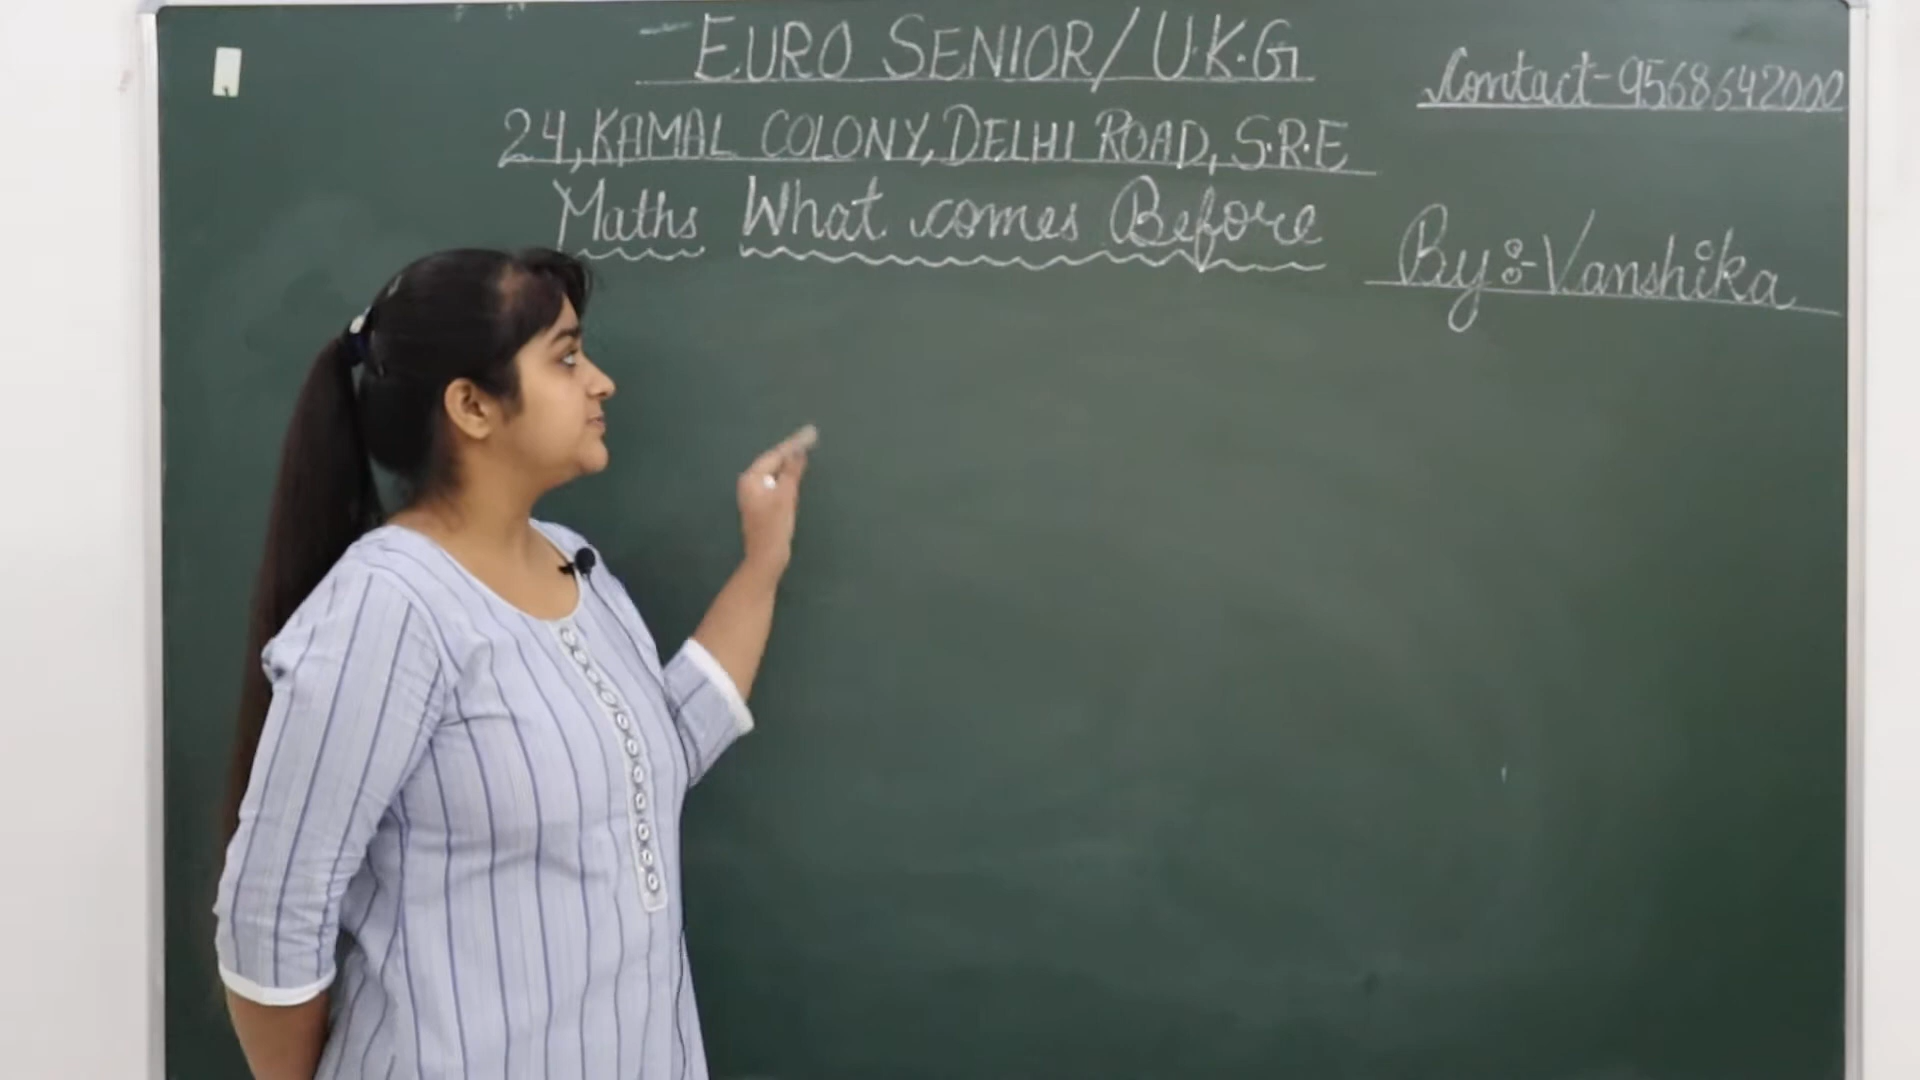 EURO SENIOR/U.K.G
Contact-9568642000
24,KAMAL COLONY,DELHI ROAD, S.R.E
Maths What comes Before
By:-Vanshika